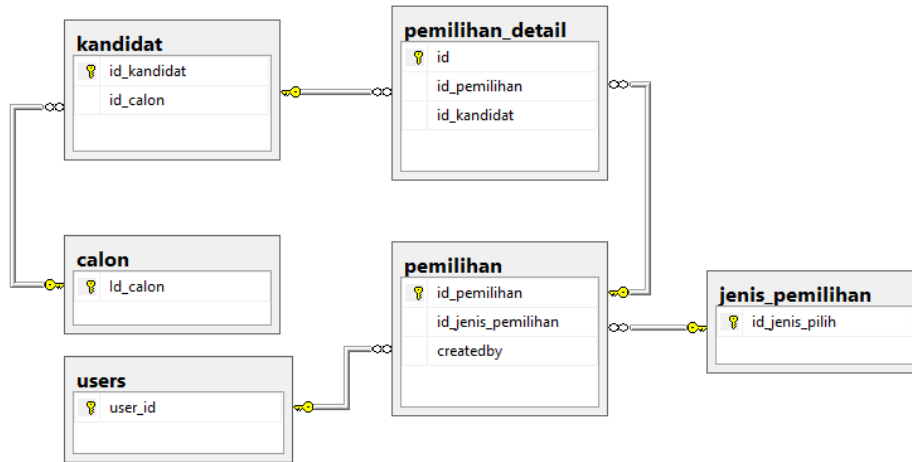 kandidat
id_kandidat
id_calon
pemilihan_detail
id
id_pemilihan
id_kandidat
calon
Id_calon
pemilihan
id_pemilihan
id_jenis_pemilihan
createdby
jenis_pemilihan
id_jenis_pilih
users
user_id